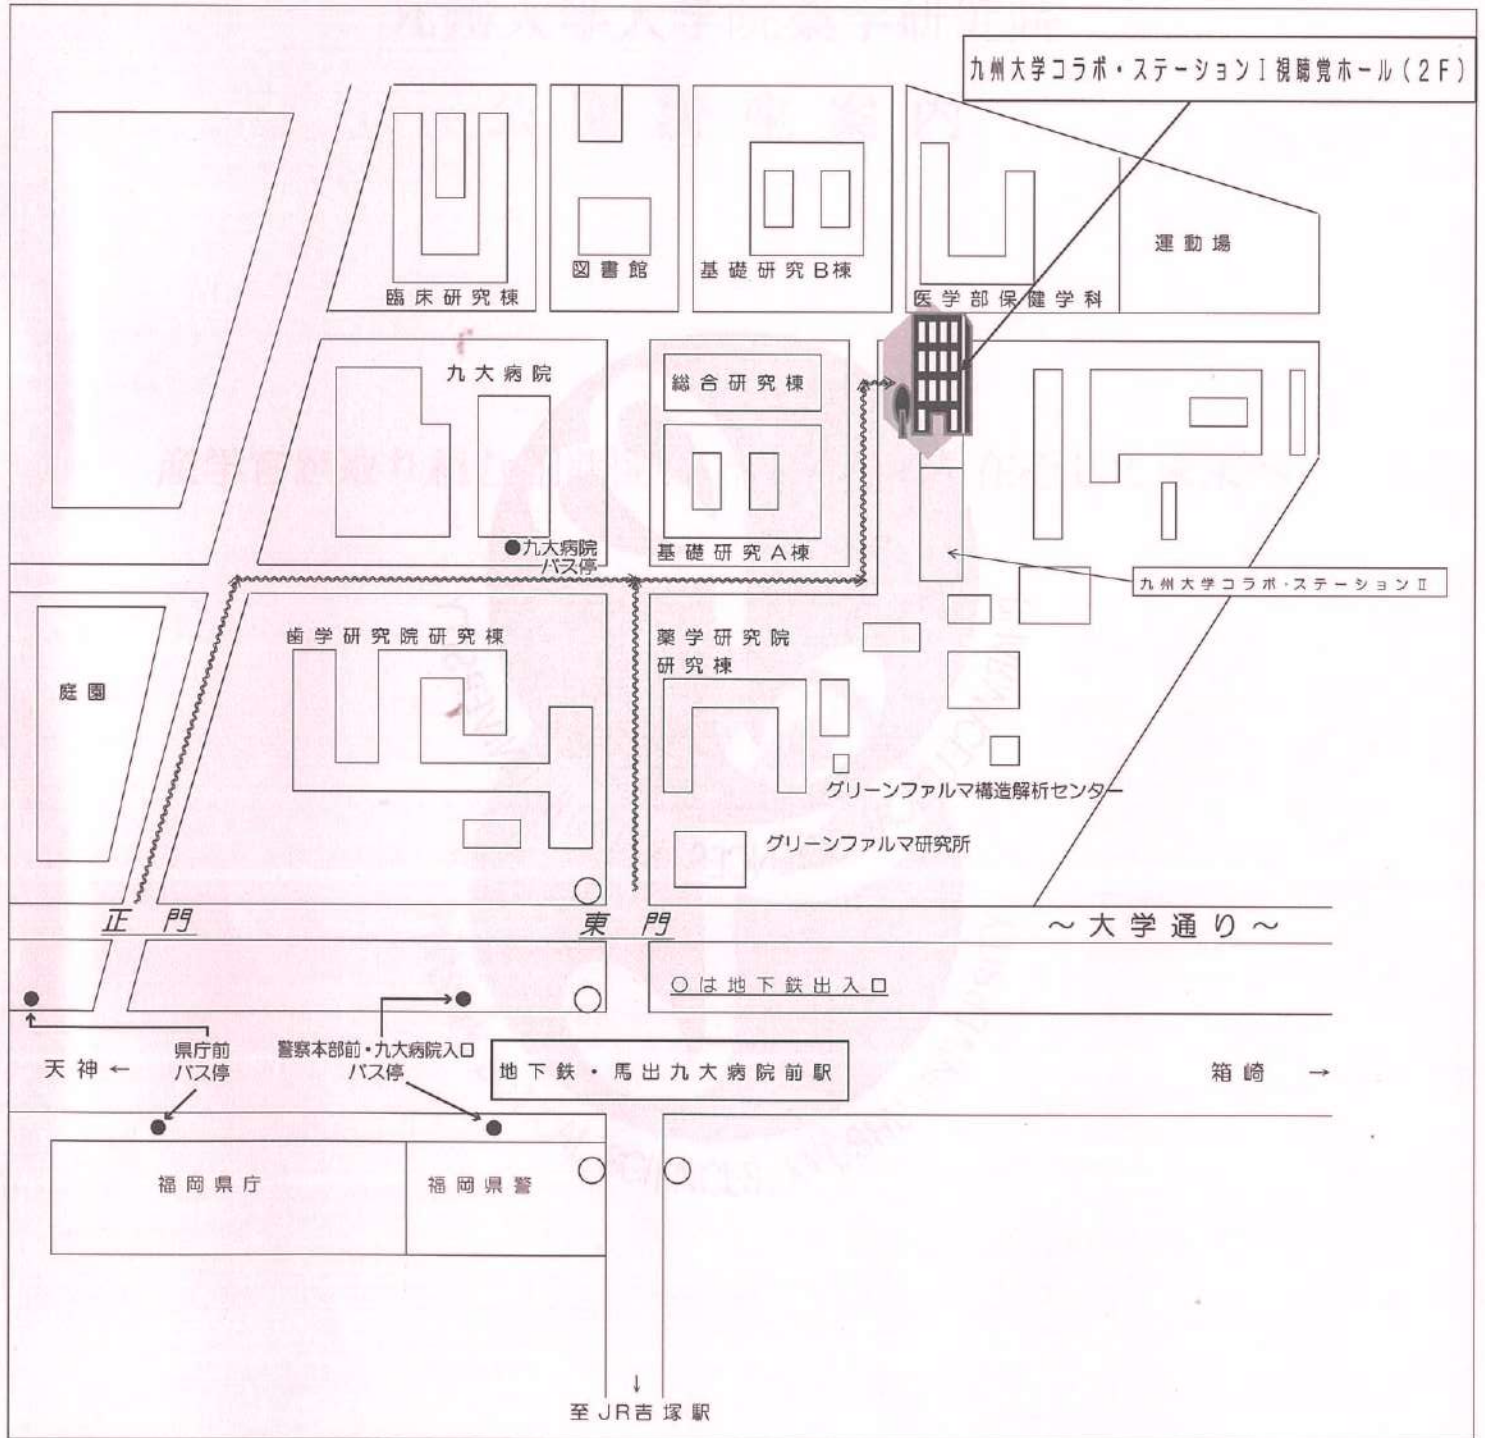 九州大学コラボ・ステーションⅠ視聴覚ホール(2F)
運動場
図書館
基礎研究B棟
臨床研究棟
医学部保健学科
九大病院
総合研究棟
●九大病院
バス停
基礎研究A棟
九州大学コラボ・ステーションⅡ
歯学研究院研究棟
薬学研究院
研究棟
庭園
グリーンファルマ構造解析センター
グリーンファルマ研究所
正門
東門
~大学通り~
○は地下鉄出入口
県庁前
バス停
警察本部前・九大病院入口
バス停
天神←
地下鉄・馬出九大病院前駅
箱崎 →
福岡県庁
福岡県警
↓
至JR吉塚駅